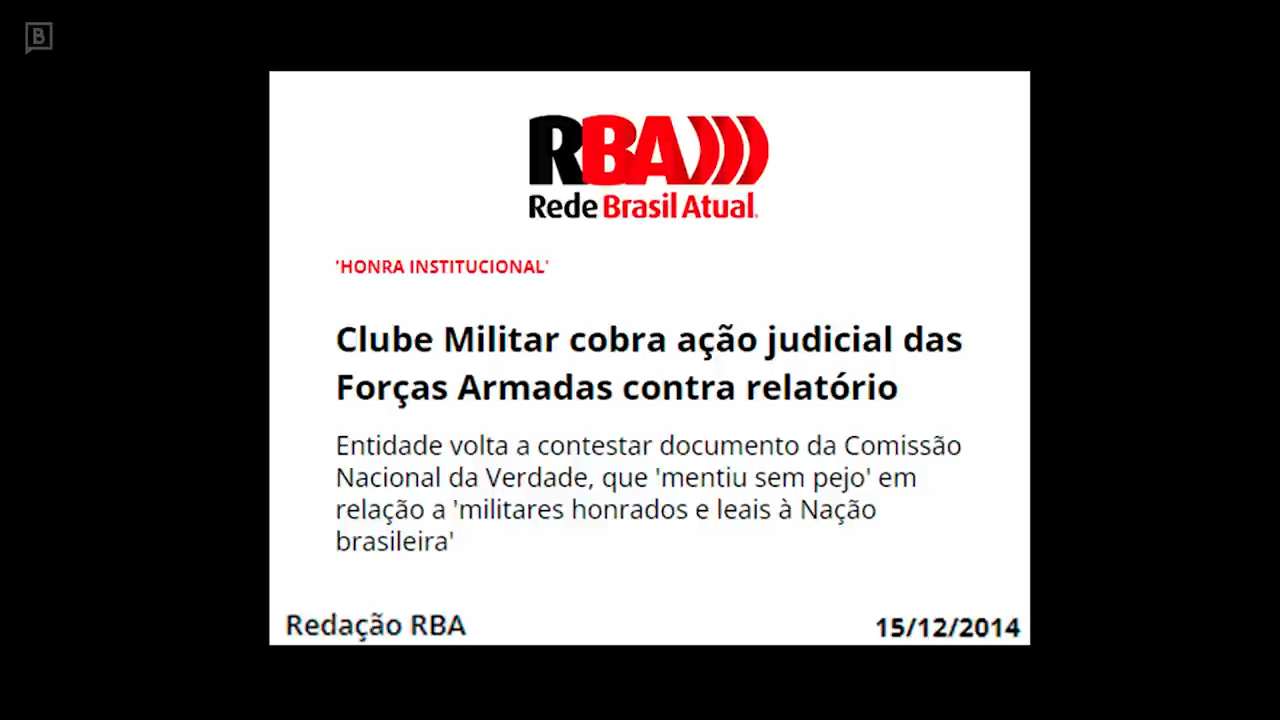 B
RBA
Rede Brasil Atual
'HONRA INSTITUCIONAL'
Clube Militar cobra ação judicial das
Forças Armadas contra relatório
Entidade volta a contestar documento da Comissão
Nacional da Verdade, que 'mentiu sem pejo' em
relação a 'militares honrados e leais à Nação
brasileira'
Redação RBA
15/12/2014